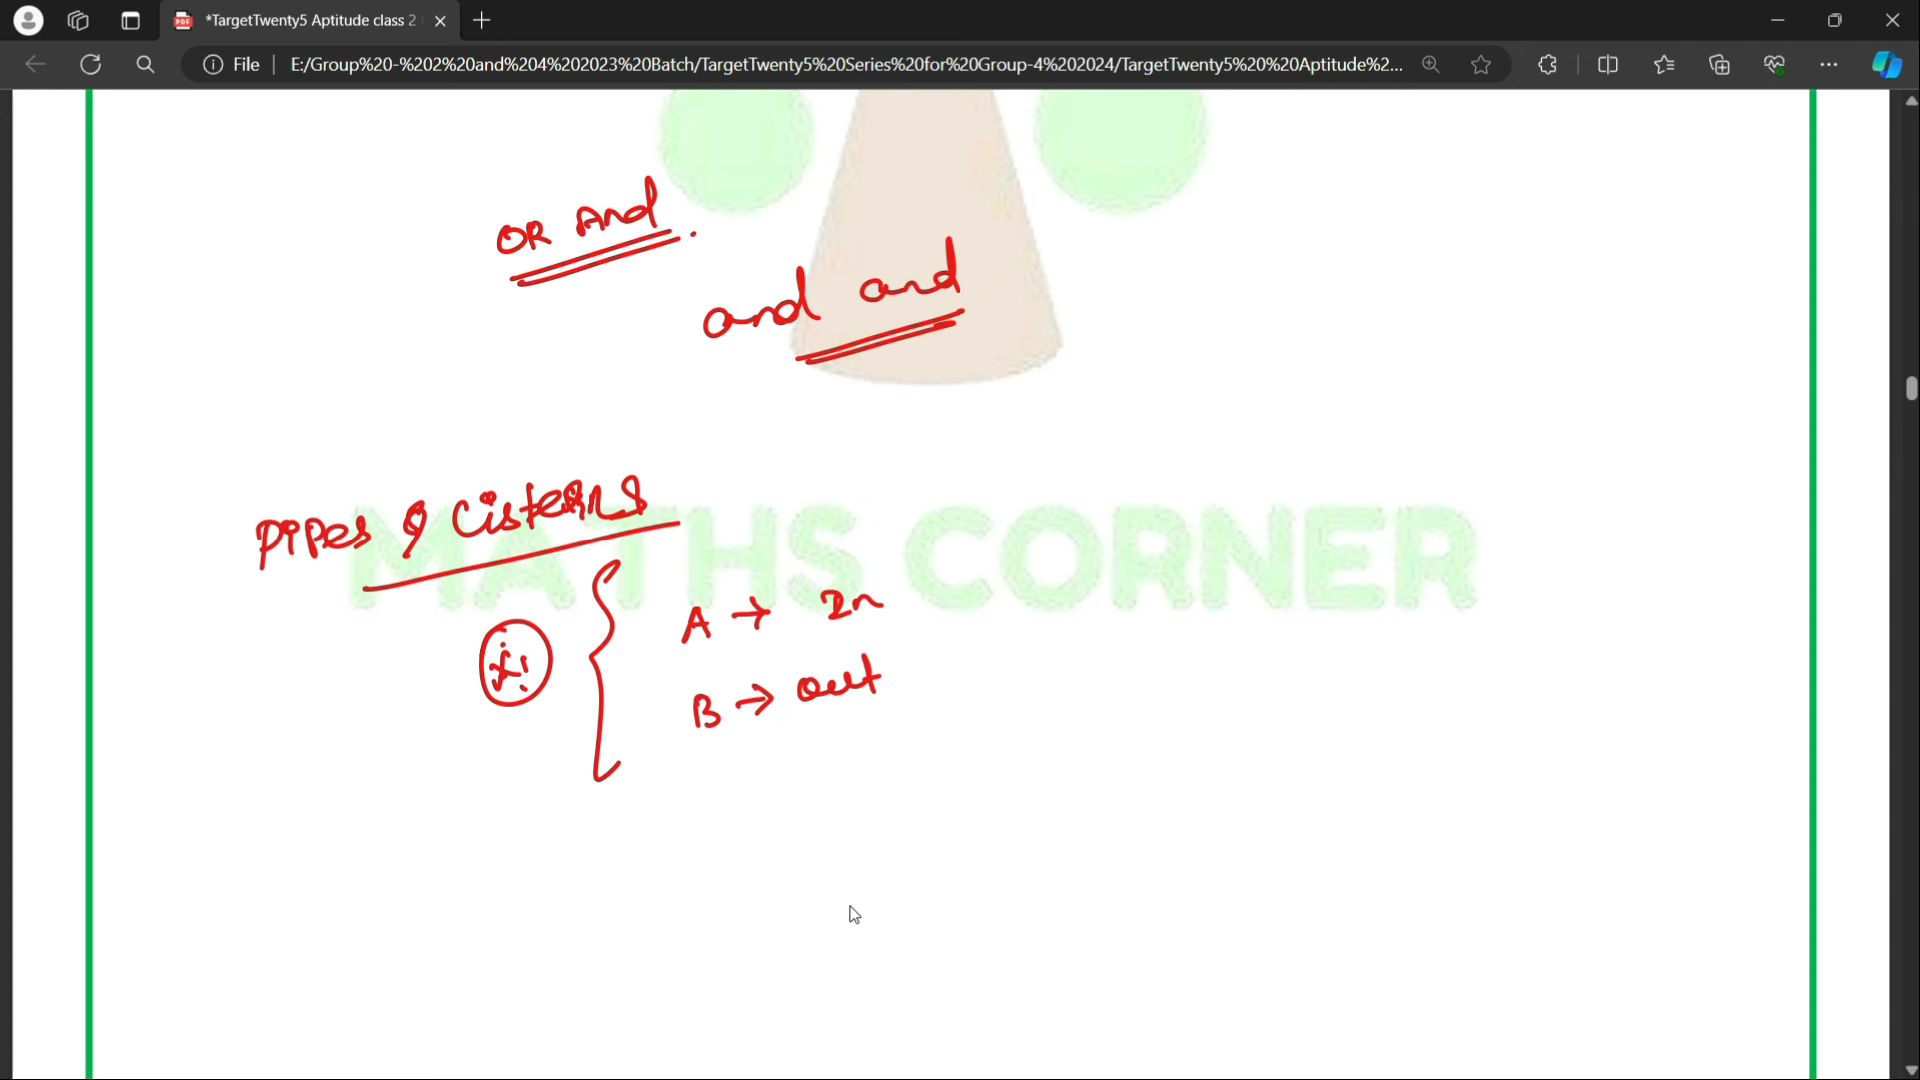 *TargetTwenty5 Aptitude class 2
File
E:/Group%20-%202%20and%204%202023%20Batch/TargetTwenty5%20Series%20for%20Group-4%202024/TargetTwenty5%20%20Aptitude%2...
OR And.
and and
Pipes & Cisterns
MATHS CORNER
A → In
B → out